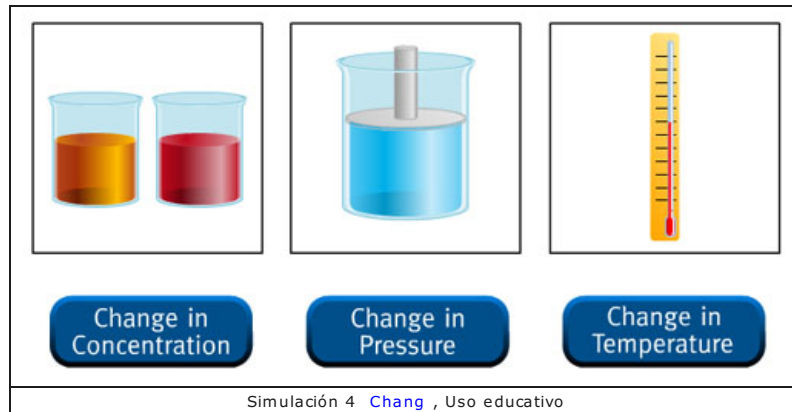 Change in
Concentration
Change in
Pressure
Change in
Temperature
Simulación 4 Chang , Uso educativo